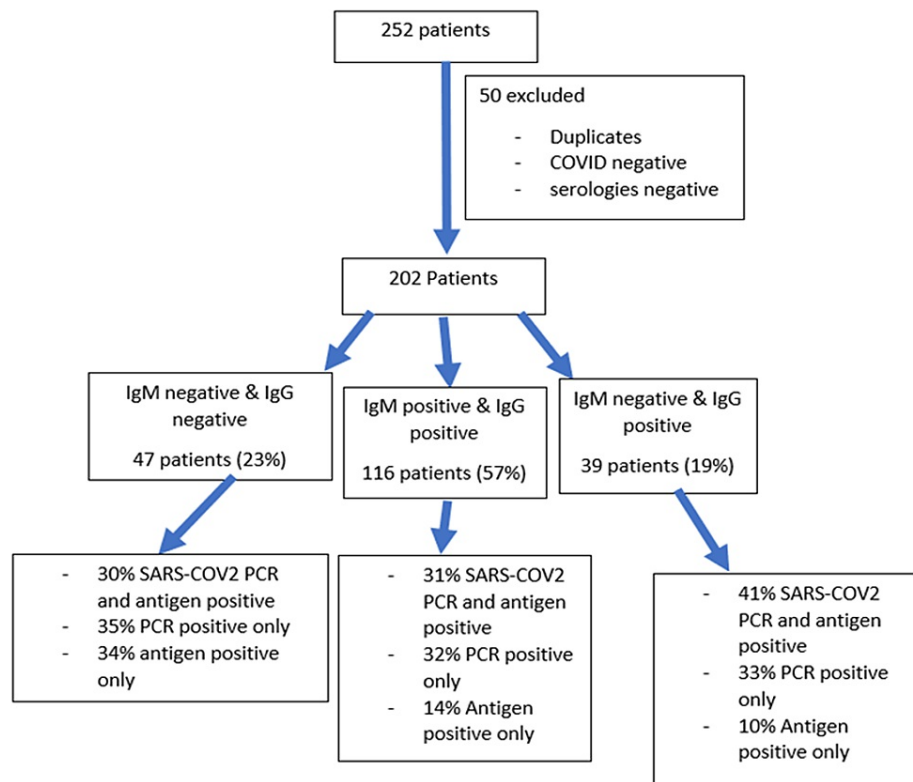 252 patients
50 excluded
- Duplicates
- COVID negative
- serologies negative
202 Patients
IgM negative & IgG
negative
47 patients (23%)
IgM positive & IgG
positive
116 patients (57%)
IgM negative & IgG
positive
39 patients (19%)
- 30% SARS-COV2 PCR
and antigen positive
- 35% PCR positive only
- 34% antigen positive
only
- 31% SARS-COV2
PCR and antigen
positive
- 32% PCR positive
only
- 14% Antigen
positive only
- 41% SARS-COV2
PCR and antigen
positive
- 33% PCR positive
only
- 10% Antigen
positive only